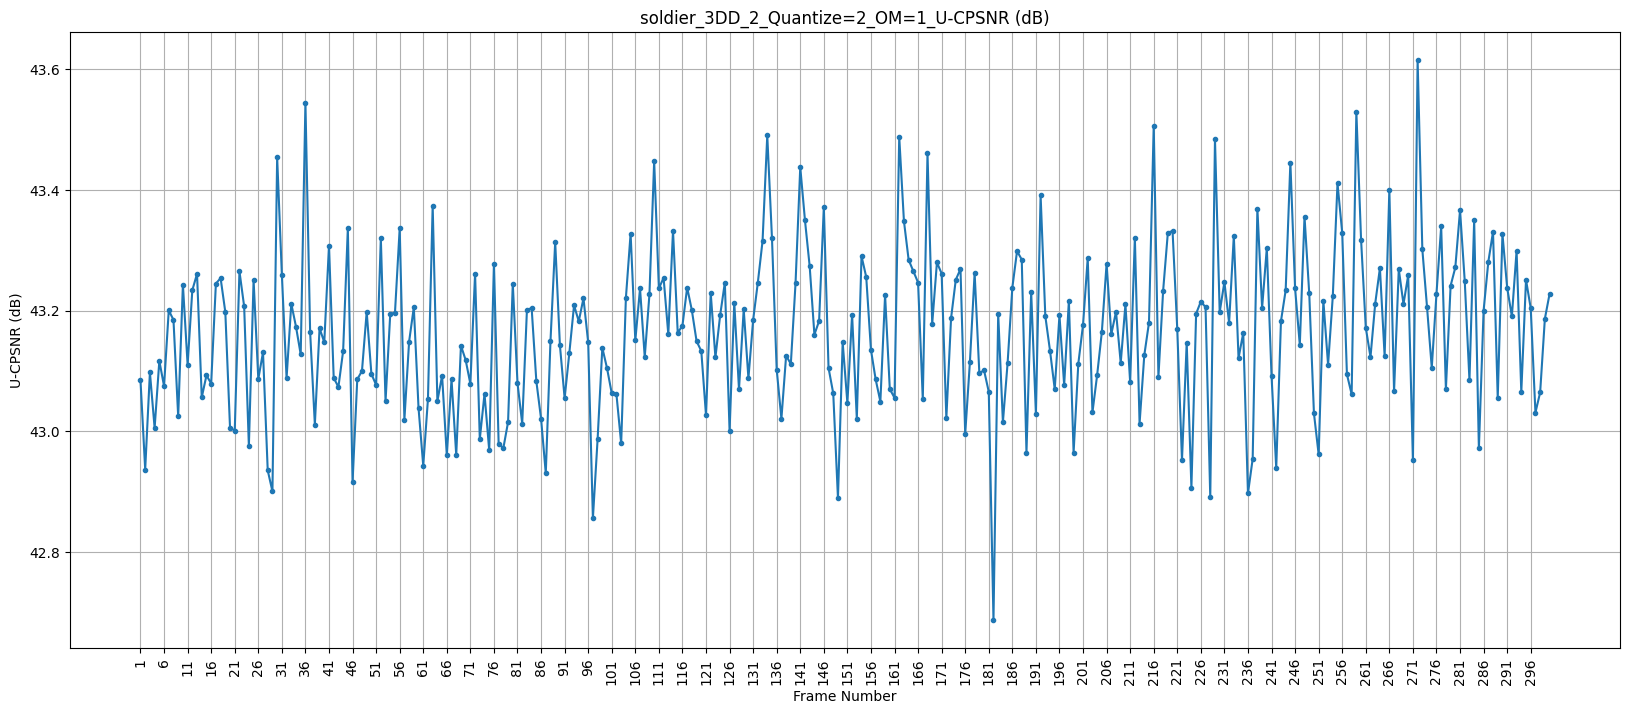 soldier_3DD_2_Quantize=2_OM=1_U-CPSNR (dB)
43.6
43.4
43.2
43.0
42.8
U-CPSNR (dB)
1 6 11 16 21 26 31 36 41 46 51 56 61 66 71 76 81 86 91 96 101 106 111 116 121 126 131 136 141 146 151 156 161 166 171 176 181 186 191 196 201 206 211 216 221 226 231 236 241 246 251 256 261 266 271 276 281 286 291 296
Frame Number